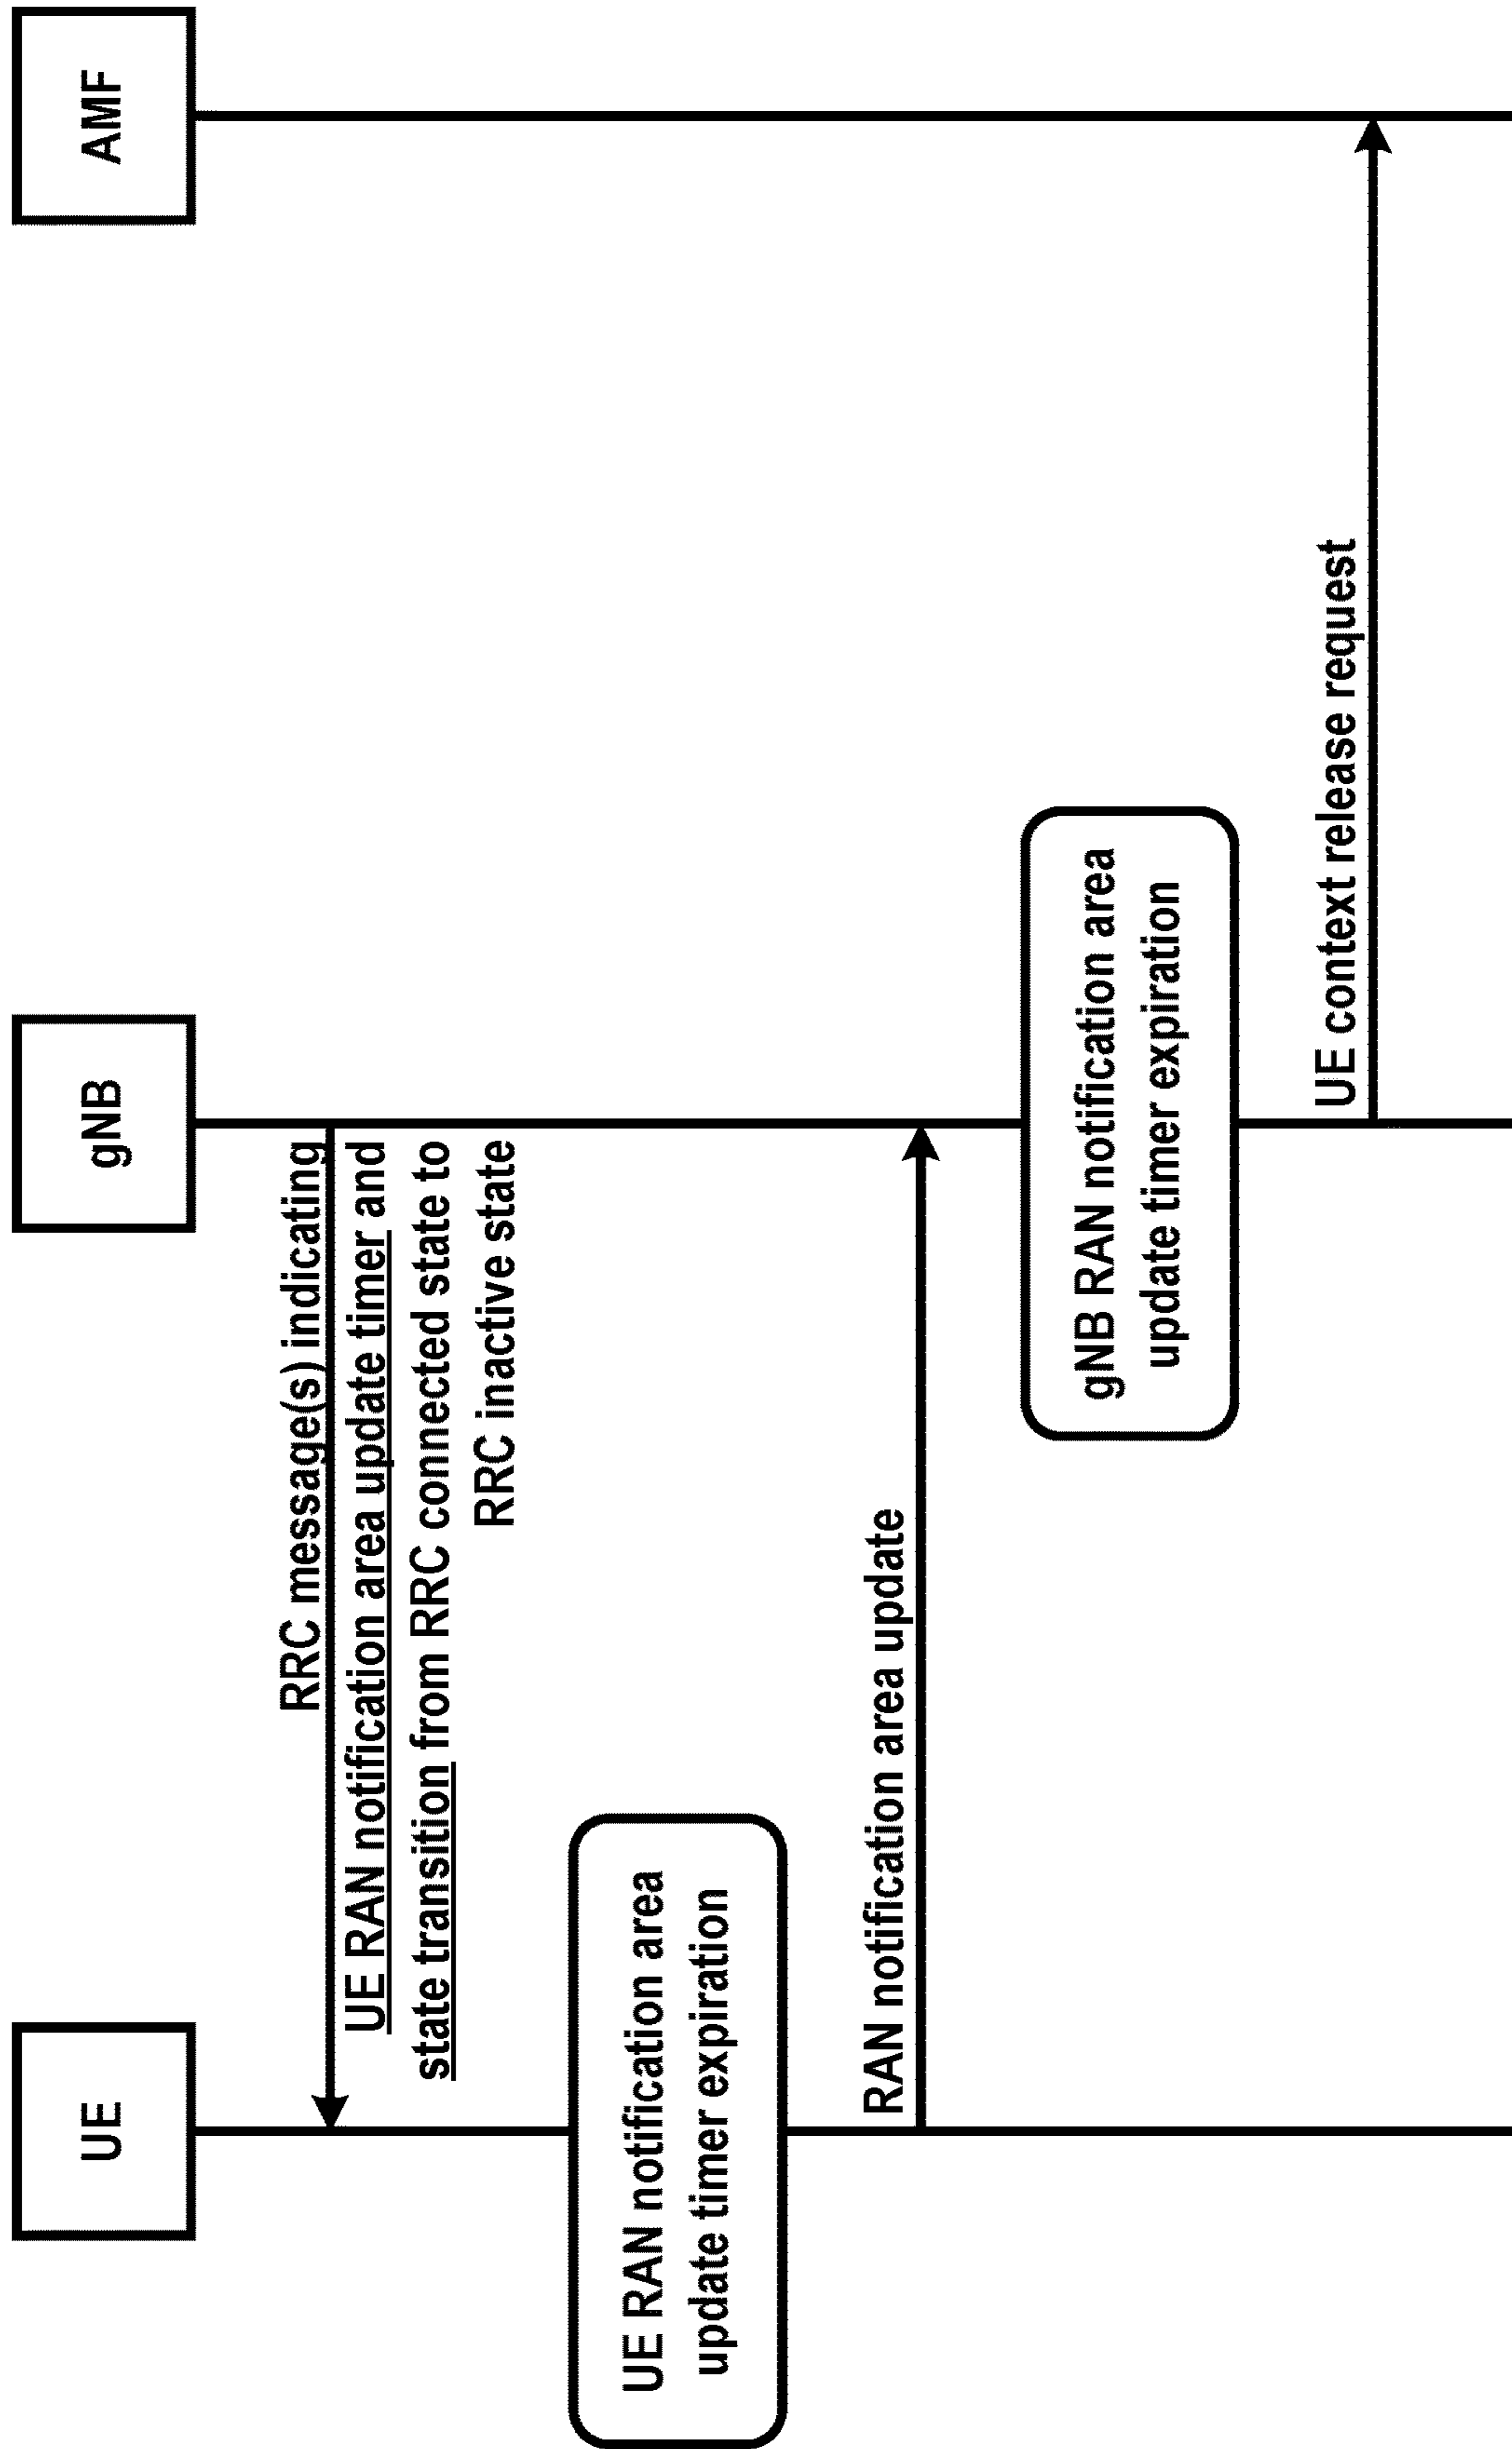 UE
gNB
AMF
RRC message(s) indicating
UE RAN notification area update timer and
state transition from RRC connected state to
RRC inactive state
UE RAN notification area
update timer expiration
RAN notification area update
gNB RAN notification area
update timer expiration
UE context release request